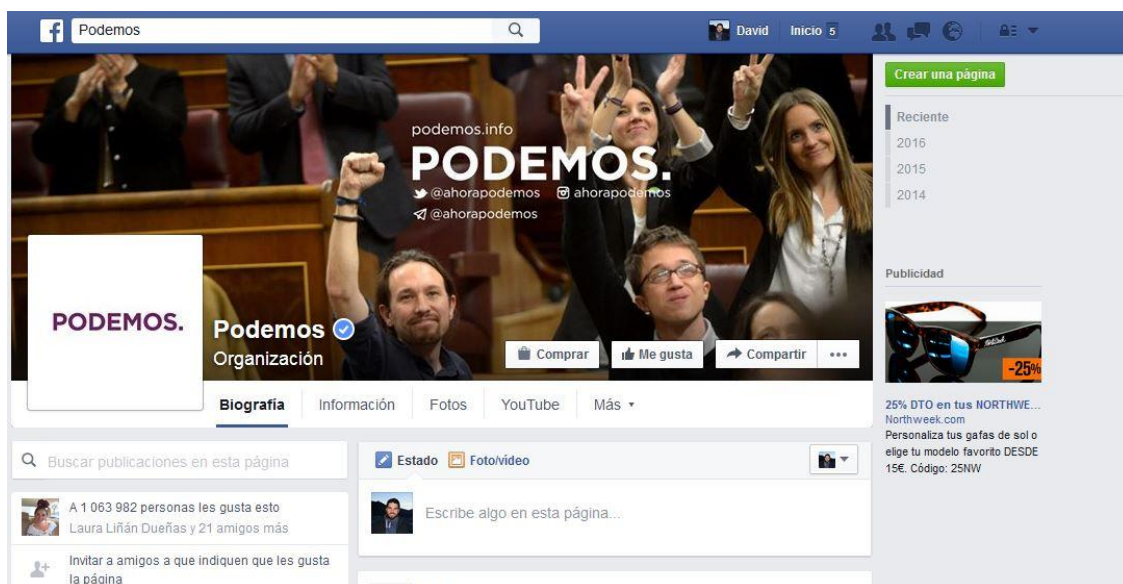 Podemos
David Inicio 5
Crear una página
Reciente
2016
2015
2014
podemos.info
PODEMOS.
@ahorapodemos ahorapodemos
@ahorapodemos
PODEMOS.
Podemos
Organización
Comprar Me gusta Compartir ...
Biografía Información Fotos YouTube Más
Publicidad
-25%
25% DTO en tus NORTHWE...
Northweek.com
Personaliza tus gafas de sol o
elige tu modelo favorito DESDE
15€. Código: 25NW
Buscar publicaciones en esta página
A 1 063 982 personas les gusta esto
Laura Liñán Dueñas y 21 amigos más
Invitar a amigos a que indiquen que les gusta
la página
Estado Foto/vídeo
Escribe algo en esta página...